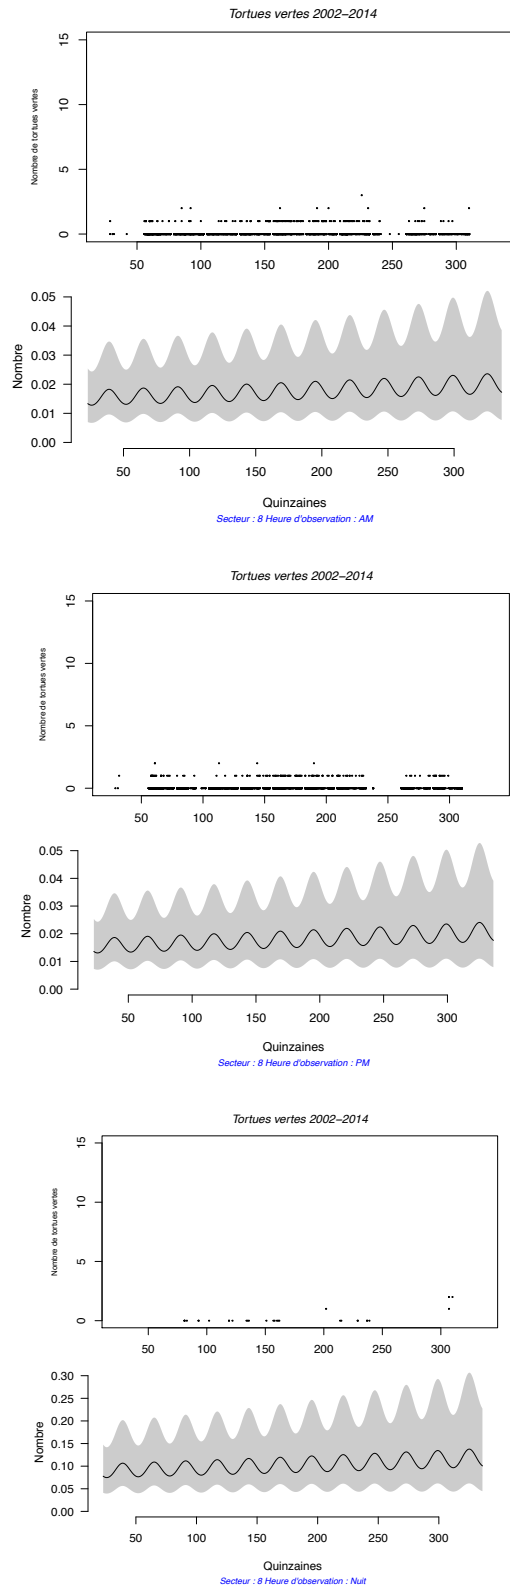 Tortues vertes 2002−2014
Nombre de tortues vertes
15
10
5
0
50 100 150 200 250 300
Nombre
0.05
0.04
0.03
0.02
0.01
0.00
50 100 150 200 250 300
Quinzaines
Secteur : 8 Heure d'observation : AM
Tortues vertes 2002−2014
Nombre de tortues vertes
15
10
5
0
50 100 150 200 250 300
Nombre
0.05
0.04
0.03
0.02
0.01
0.00
50 100 150 200 250 300
Quinzaines
Secteur : 8 Heure d'observation : PM
Tortues vertes 2002−2014
Nombre de tortues vertes
15
10
5
0
50 100 150 200 250 300
Nombre
0.30
0.25
0.20
0.15
0.10
0.05
0.00
50 100 150 200 250 300
Quinzaines
Secteur : 8 Heure d'observation : Nuit